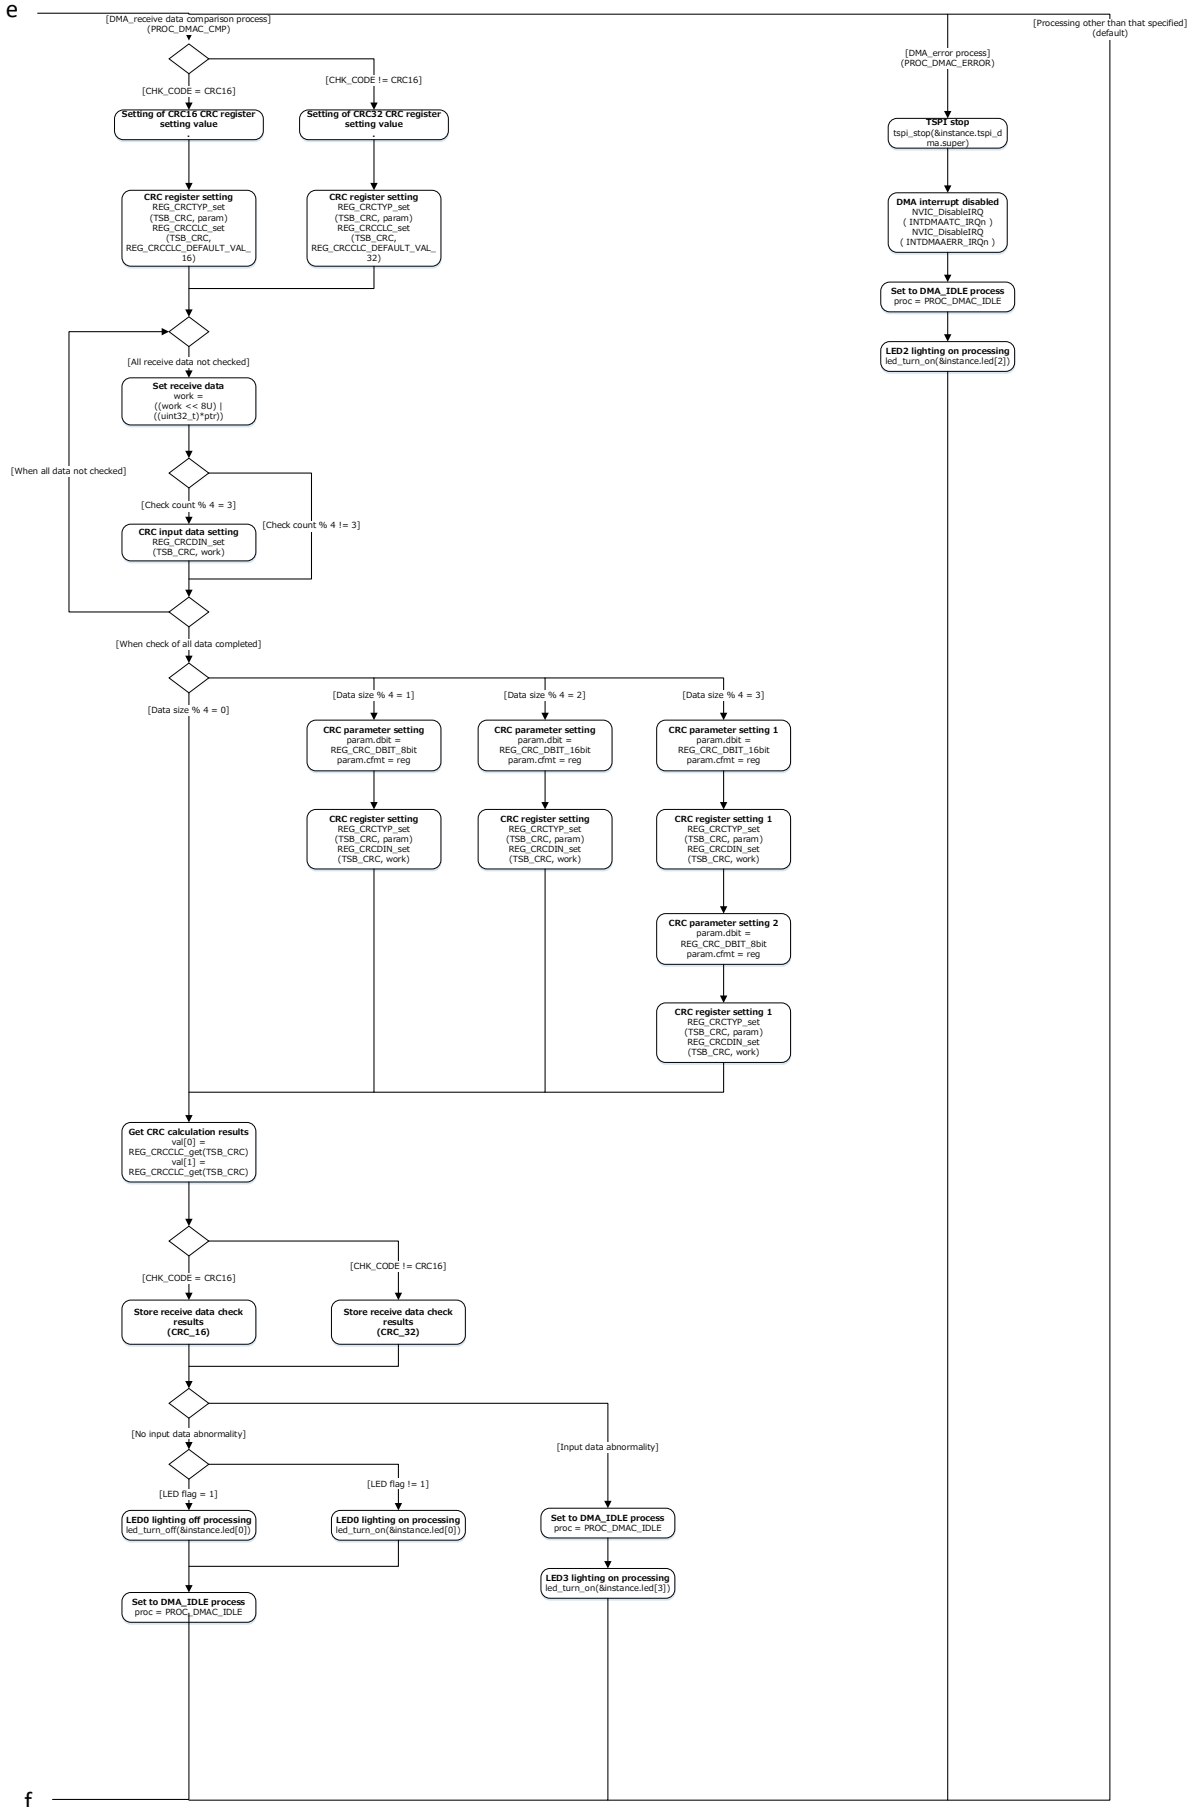 e
[DMA_receive data comparison process]
(PROC_DMAC_CMP)
[Processing other than that specified]
(default)
[DMA_error process]
(PROC_DMAC_ERROR)
[CHK_CODE != CRC16]
[CHK_CODE = CRC16]
Setting of CRC16 CRC register
setting value
.
Setting of CRC32 CRC register
setting value
.
TSPI stop
tspi_stop(&instance.tspi_d
ma.super)
CRC register setting
REG_CRCTYP_set
(TSB_CRC, param)
REG_CRCCLC_set
(TSB_CRC,
REG_CRCCLC_DEFAULT_VAL_
16)
CRC register setting
REG_CRCTYP_set
(TSB_CRC, param)
REG_CRCCLC_set
(TSB_CRC,
REG_CRCCLC_DEFAULT_VAL_
32)
DMA interrupt disabled
NVIC_DisableIRQ
( INTDMAATC_IRQn )
NVIC_DisableIRQ
( INTDMAAERR_IRQn )
Set to DMA_IDLE process
proc = PROC_DMAC_IDLE
LED2 lighting on processing
led_turn_on(&instance.led[2])
[All receive data not checked]
Set receive data
work =
((work << 8U) |
((uint32_t)*ptr))
[When all data not checked]
[Check count % 4 = 3]
[Check count % 4 != 3]
CRC input data setting
REG_CRCDIN_set
(TSB_CRC, work)
[When check of all data completed]
[Data size % 4 = 0]
[Data size % 4 = 1]
[Data size % 4 = 2]
[Data size % 4 = 3]
CRC parameter setting
param.dbit =
REG_CRC_DBIT_8bit
param.cfmt = reg
CRC parameter setting
param.dbit =
REG_CRC_DBIT_16bit
param.cfmt = reg
CRC parameter setting 1
param.dbit =
REG_CRC_DBIT_16bit
param.cfmt = reg
CRC register setting
REG_CRCTYP_set
(TSB_CRC, param)
REG_CRCDIN_set
(TSB_CRC, work)
CRC register setting
REG_CRCTYP_set
(TSB_CRC, param)
REG_CRCDIN_set
(TSB_CRC, work)
CRC register setting 1
REG_CRCTYP_set
(TSB_CRC, param)
REG_CRCDIN_set
(TSB_CRC, work)
CRC parameter setting 2
param.dbit =
REG_CRC_DBIT_8bit
param.cfmt = reg
CRC register setting 1
REG_CRCTYP_set
(TSB_CRC, param)
REG_CRCDIN_set
(TSB_CRC, work)
Get CRC calculation results
val[0] =
REG_CRCCLC_get(TSB_CRC)
val[1] =
REG_CRCCLC_get(TSB_CRC)
[CHK_CODE != CRC16]
[CHK_CODE = CRC16]
Store receive data check
results
(CRC_16)
Store receive data check
results
(CRC_32)
[No input data abnormality]
[Input data abnormality]
[LED flag != 1]
[LED flag = 1]
LED0 lighting off processing
led_turn_off(&instance.led[0])
LED0 lighting on processing
led_turn_on(&instance.led[0])
Set to DMA_IDLE process
proc = PROC_DMAC_IDLE
LED3 lighting on processing
led_turn_on(&instance.led[3])
Set to DMA_IDLE process
proc = PROC_DMAC_IDLE
f